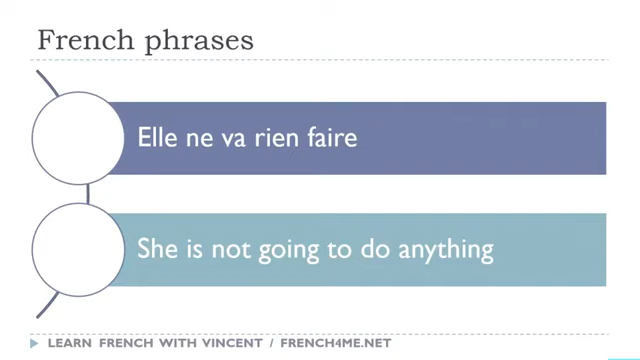 French phrases
Elle ne va rien faire
She is not going to do anything
LEARN FRENCH WITH VINCENT / FRENCH4ME.NET